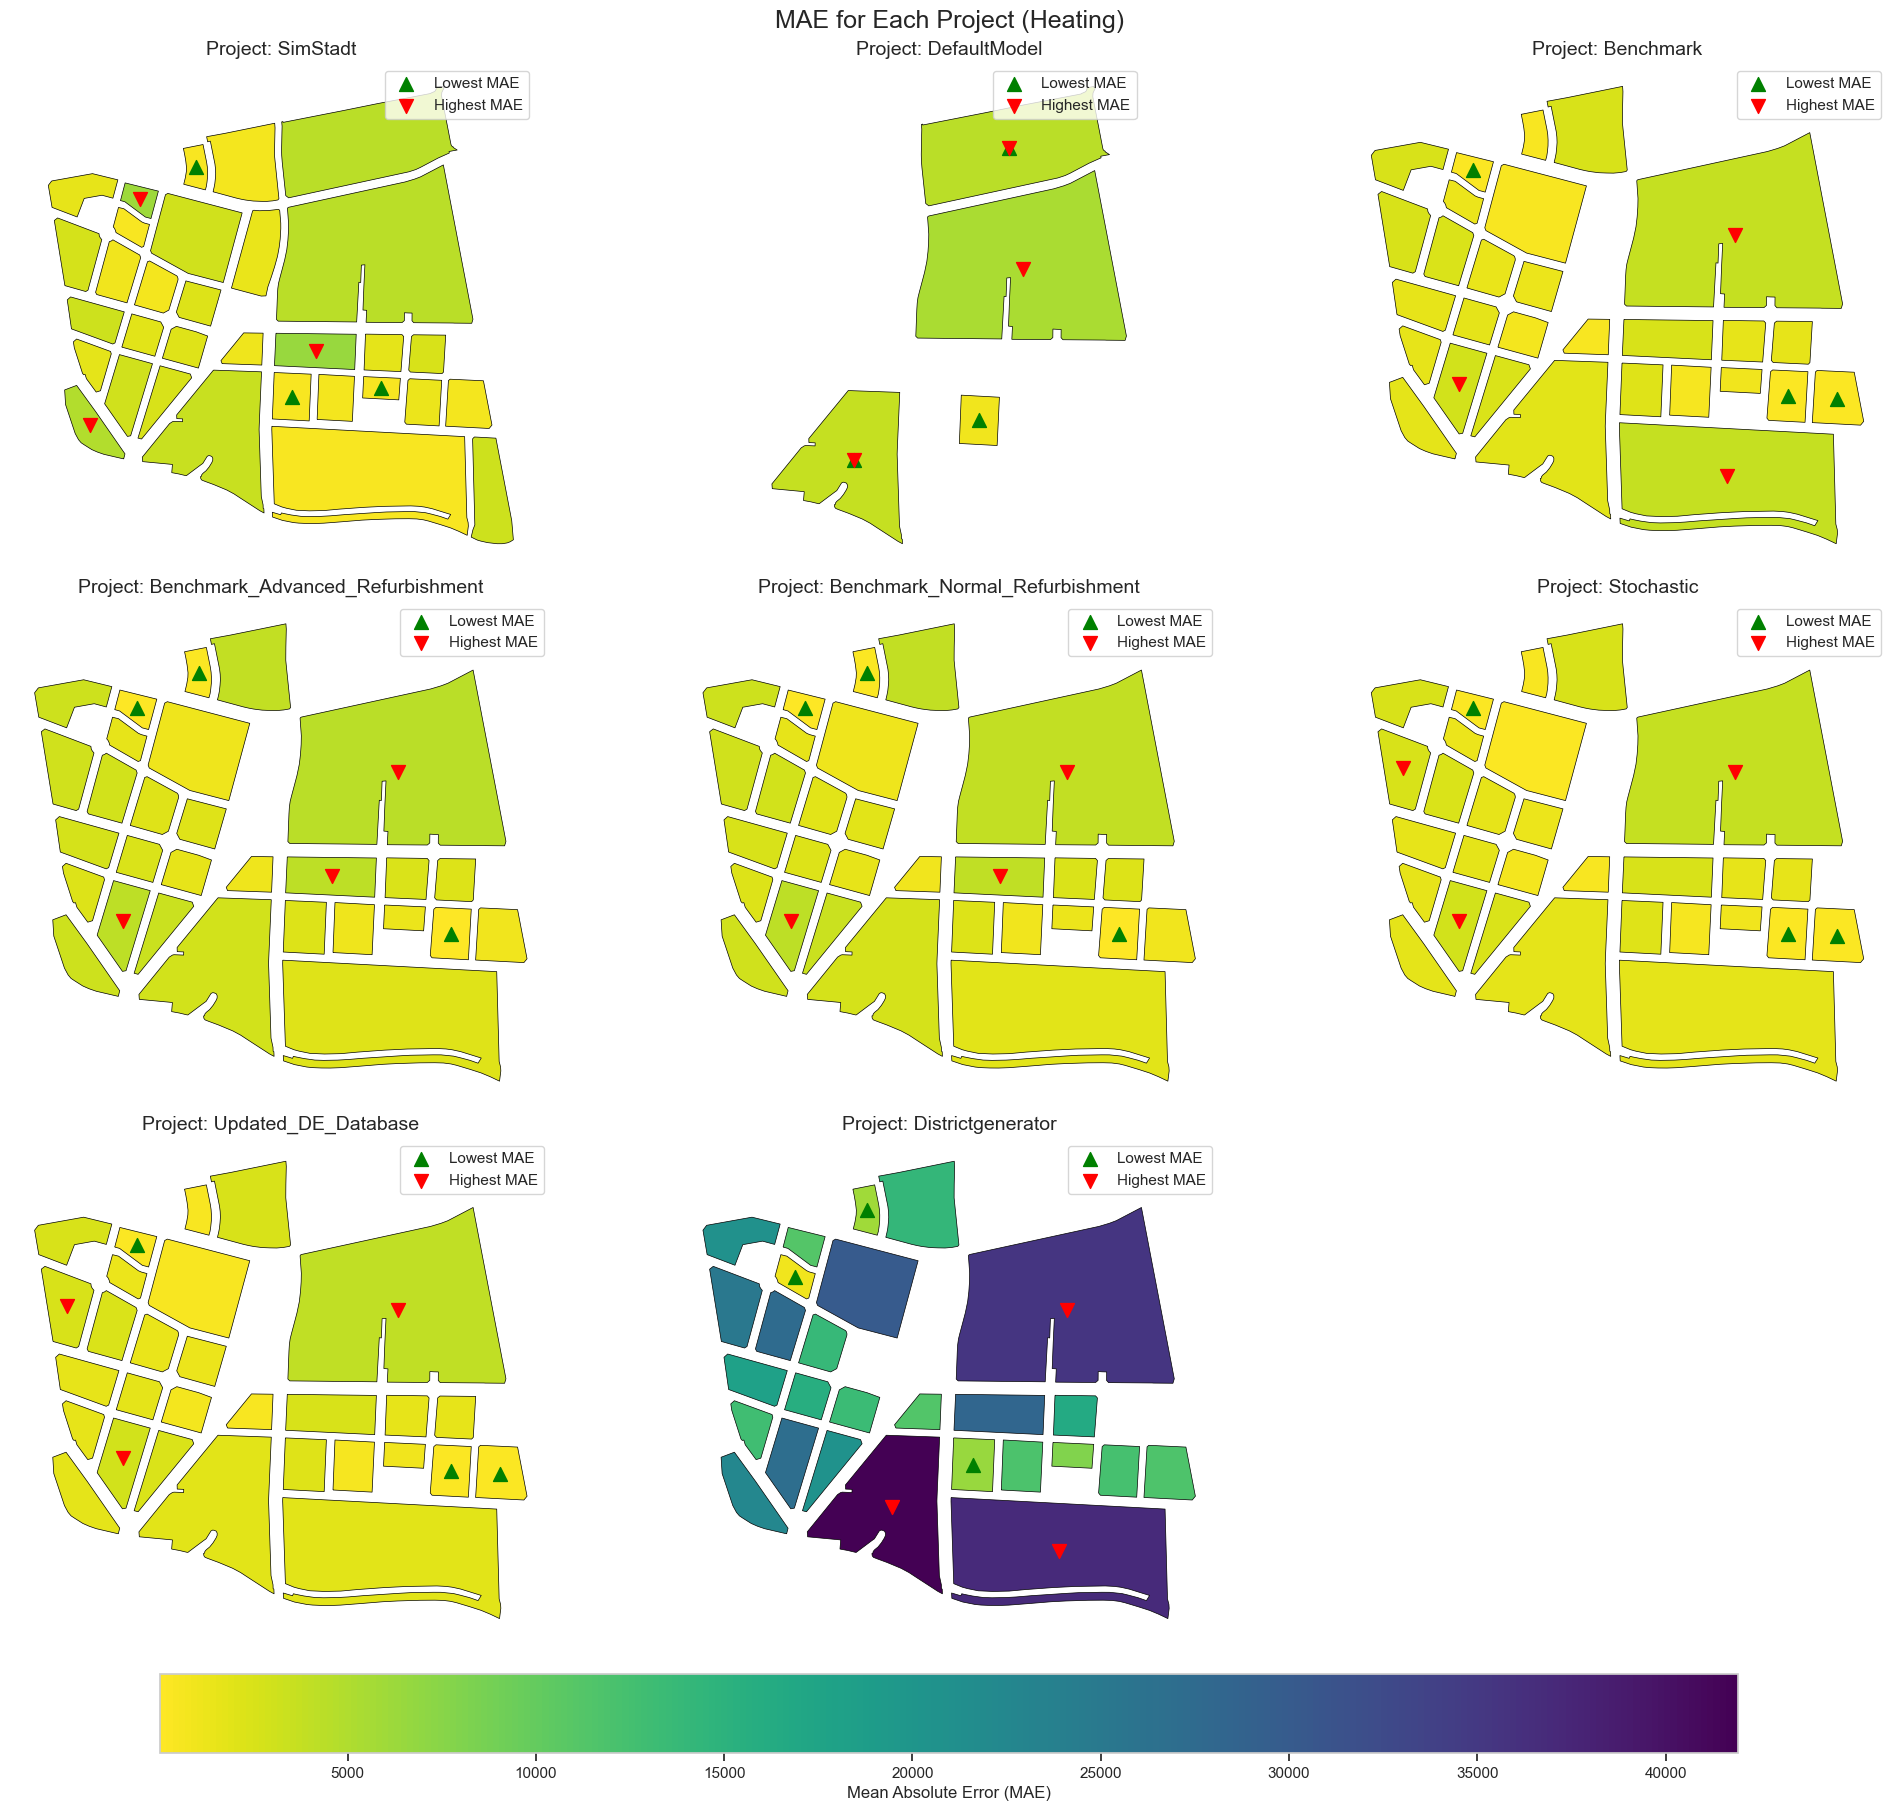 MAE for Each Project (Heating)
Project: SimStadt
Lowest MAE
Highest MAE
Project: DefaultModel
Lowest MAE
Highest MAE
Project: Benchmark
Lowest MAE
Highest MAE
Project: Benchmark_Advanced_Refurbishment
Lowest MAE
Highest MAE
Project: Benchmark_Normal_Refurbishment
Lowest MAE
Highest MAE
Project: Stochastic
Lowest MAE
Highest MAE
Project: Updated_DE_Database
Lowest MAE
Highest MAE
Project: Districtgenerator
Lowest MAE
Highest MAE
5000 10000 15000 20000 25000 30000 35000 40000
Mean Absolute Error (MAE)